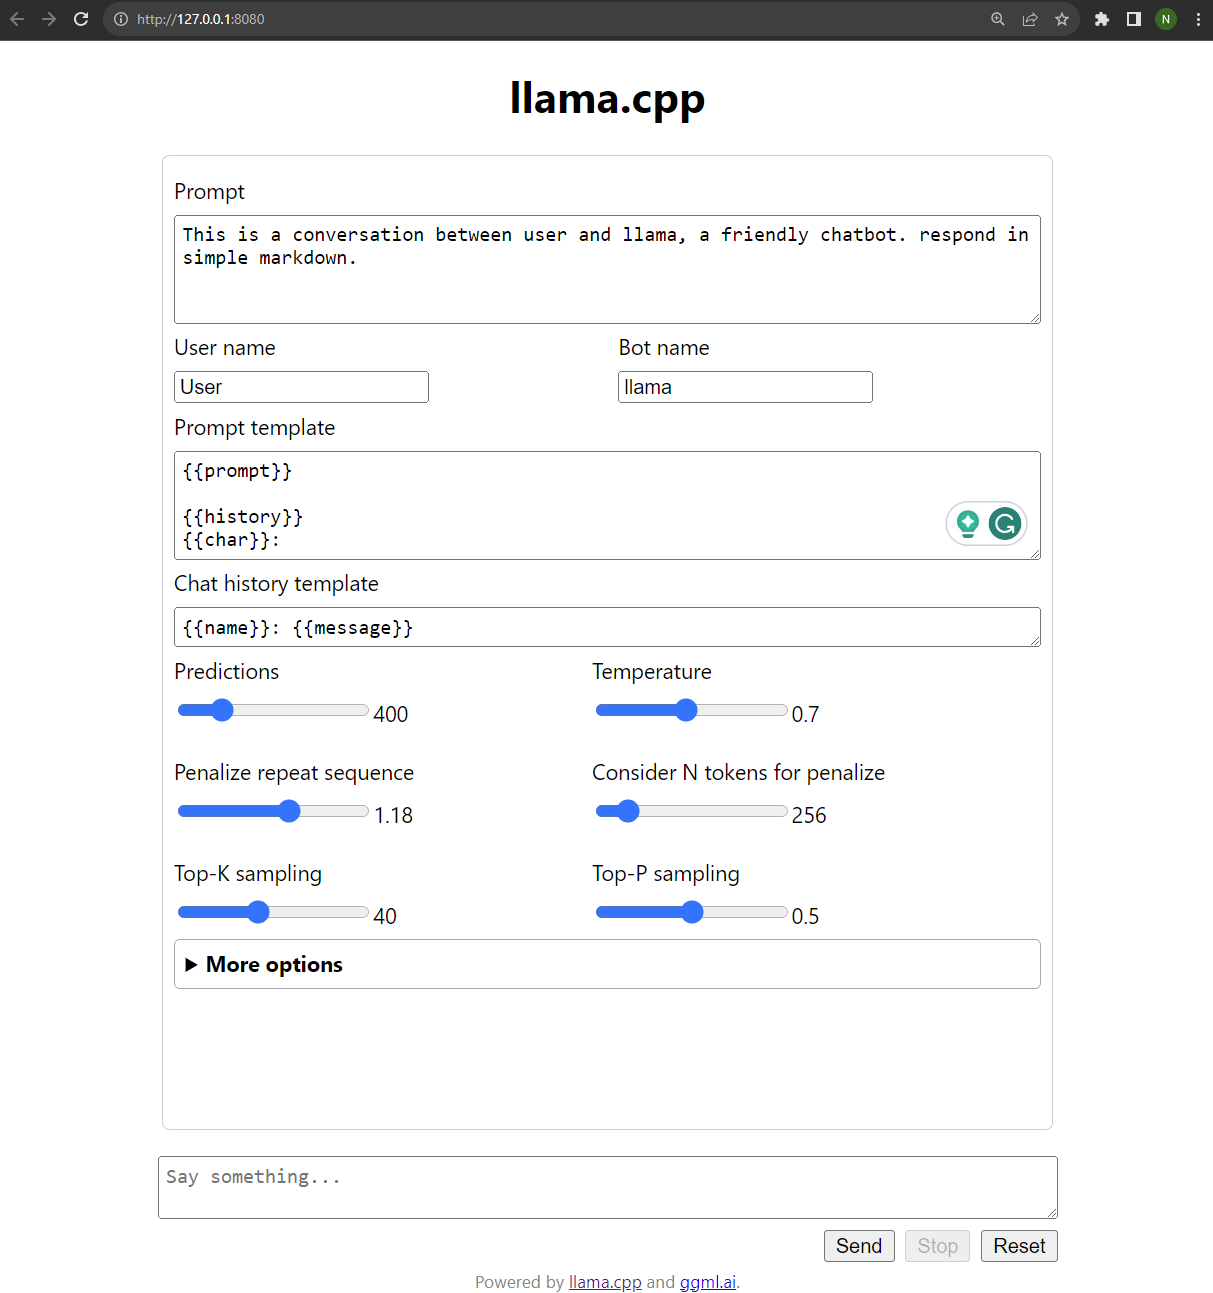 http://127.0.0.1:8080
N
llama.cpp
Prompt
This is a conversation between user and llama, a friendly chatbot. respond in
simple markdown.
User name
Bot name
User
llama
Prompt template
{{prompt}}
{{history}}
{{char}}:
Chat history template
{{name}}: {{message}}
Predictions
Temperature
400
0.7
Penalize repeat sequence
Consider N tokens for penalize
1.18
256
Top-K sampling
Top-P sampling
40
0.5
More options
Say something...
Send Stop Reset
Powered by llama.cpp and ggml.ai.